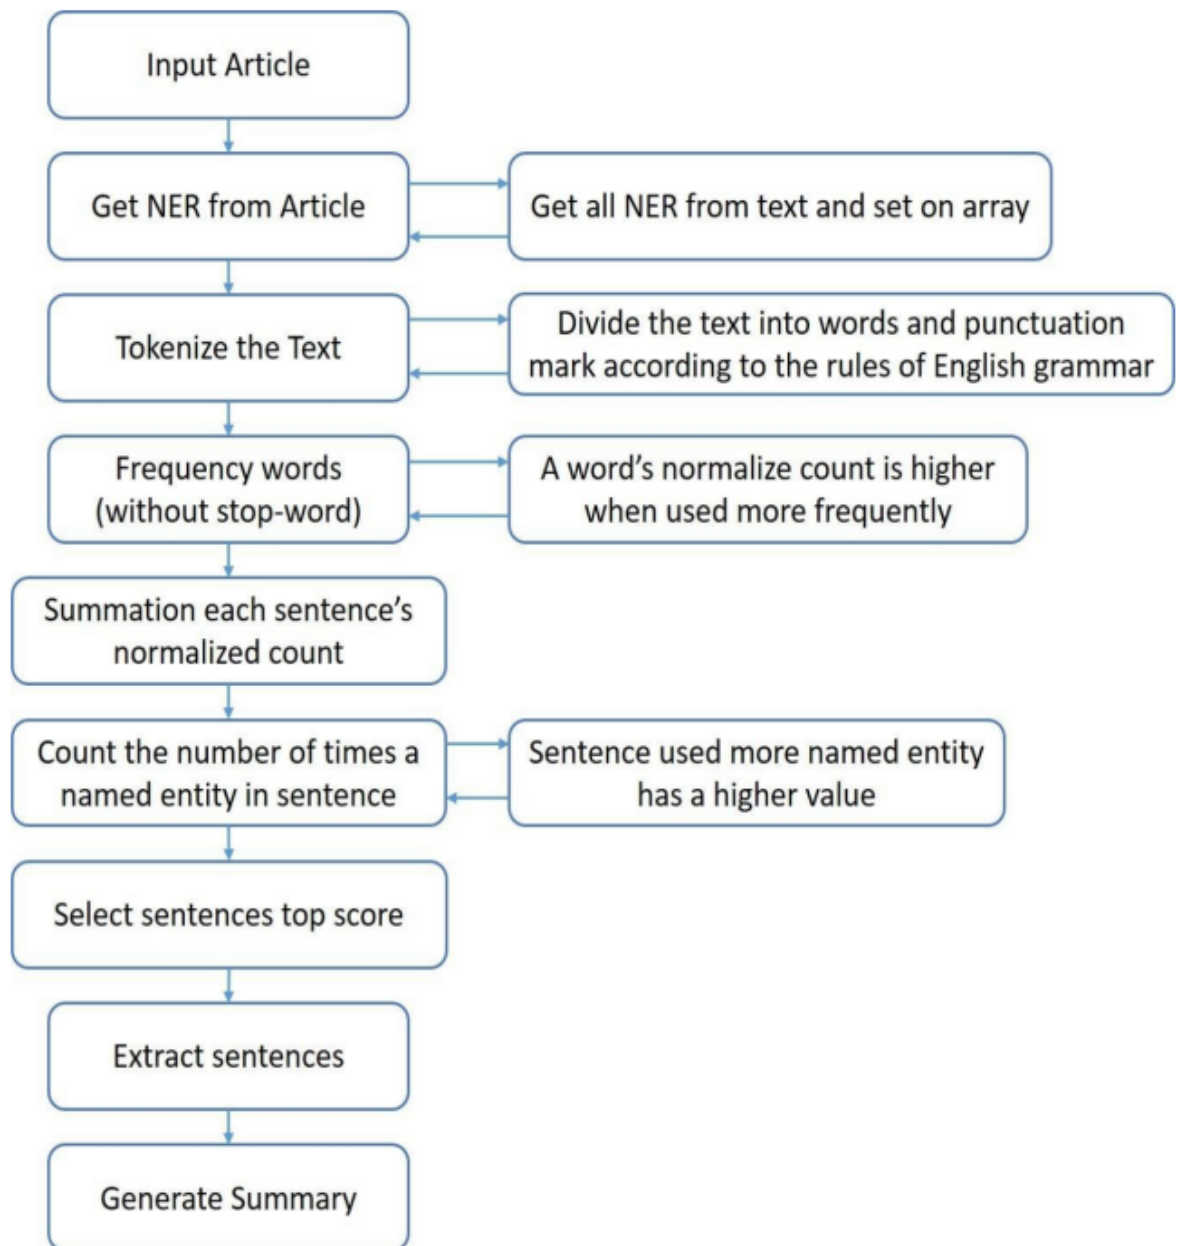 Input Article
Get NER from Article
Get all NER from text and set on array
Tokenize the Text
Divide the text into words and punctuation
mark according to the rules of English grammar
Frequency words
(without stop-word)
A word's normalize count is higher
when used more frequently
Summation each sentence's
normalized count
Count the number of times a
named entity in sentence
Sentence used more named entity
has a higher value
Select sentences top score
Extract sentences
Generate Summary